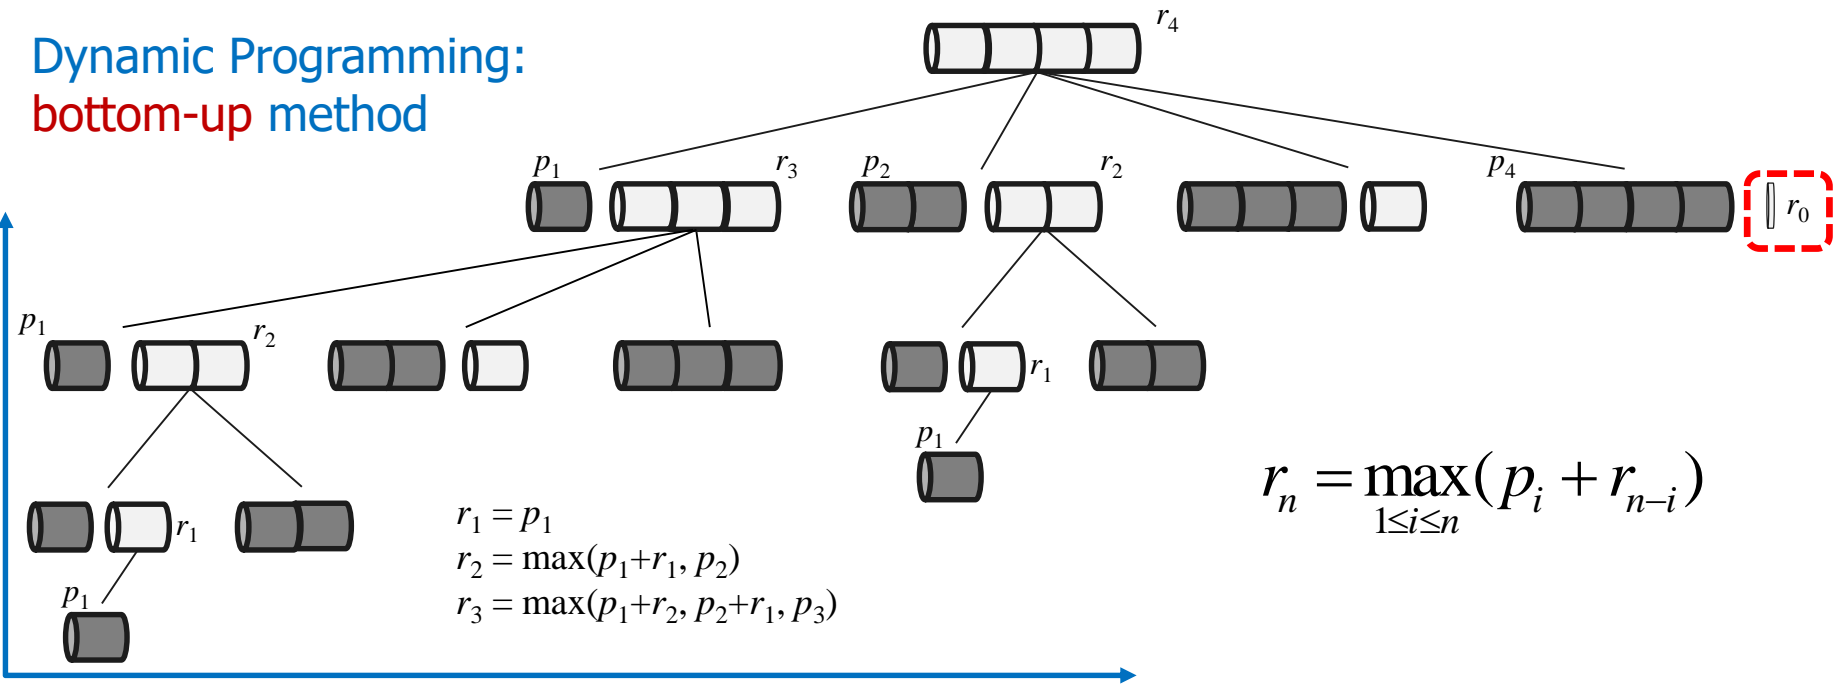 Dynamic Programming:
bottom-up method
r₄
p₁ r₃ p₂ r₂ p₄ r₀
p₁ r₂ r₁
p₁
r₁
p₁
r₁ = p₁
r₂ = max(p₁+r₁, p₂)
r₃ = max(p₁+r₂, p₂+r₁, p₃)
rₙ = max(pᵢ + rₙ₋ᵢ)
1≤i≤n